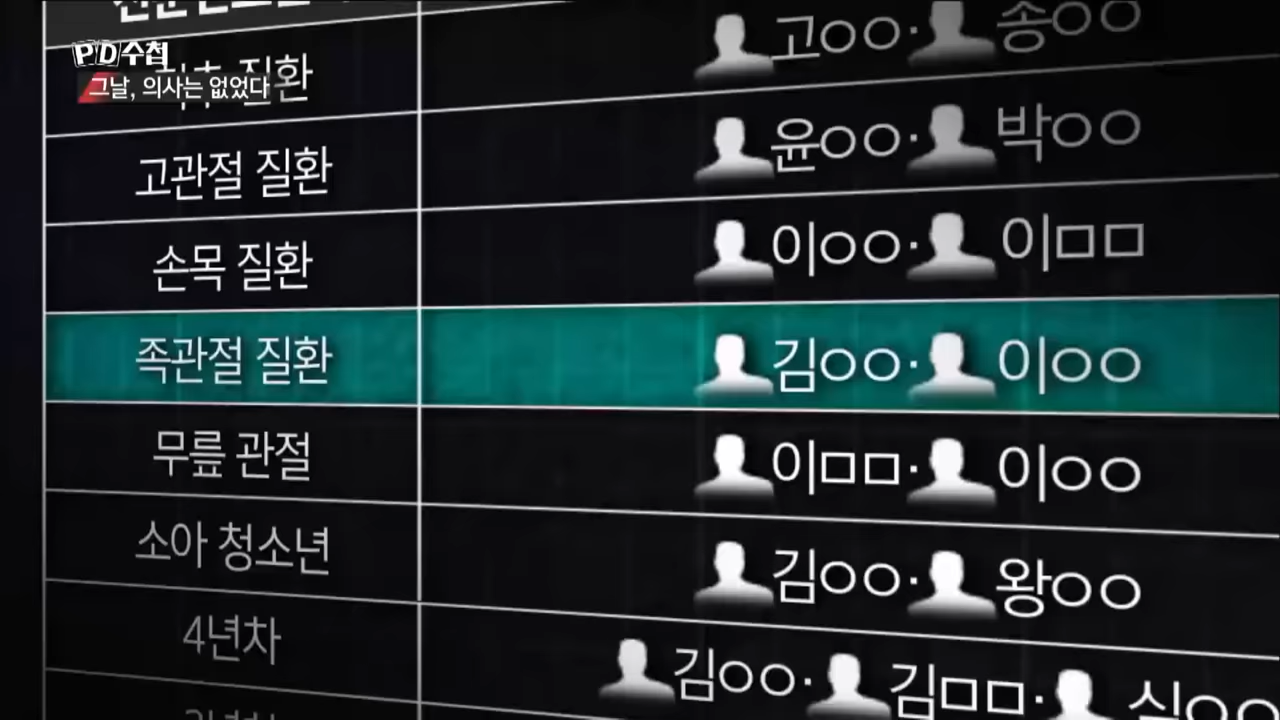 PD수첩
그날, 의사는 없었다
고○○· 송○○
질환
고관절 질환 윤○○· 박○○
손목 질환 이○○· 이□□
족관절 질환 김○○· 이○○
무릎 관절 이□□· 이○○
소아 청소년 김○○· 왕○○
4년차 김○○· 김□□·